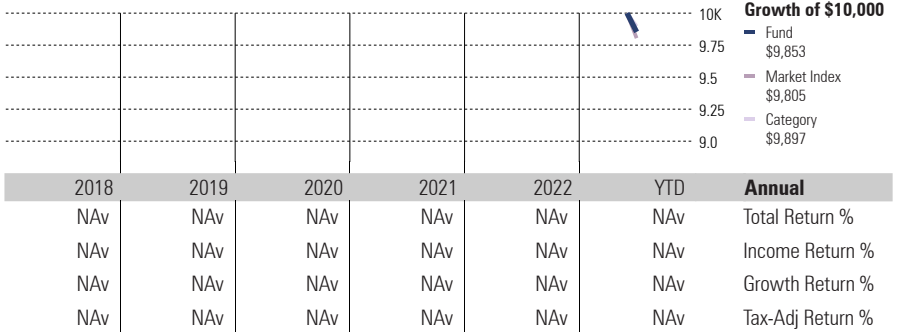 Growth of $10,000
10K
9.75
9.5
9.25
9.0
Fund
$9,853
Market Index
$9,805
Category
$9,897
2018 2019 2020 2021 2022 YTD Annual
NAv NAv NAv NAv NAv NAv Total Return %
NAv NAv NAv NAv NAv NAv Income Return %
NAv NAv NAv NAv NAv NAv Growth Return %
NAv NAv NAv NAv NAv NAv Tax-Adj Return %